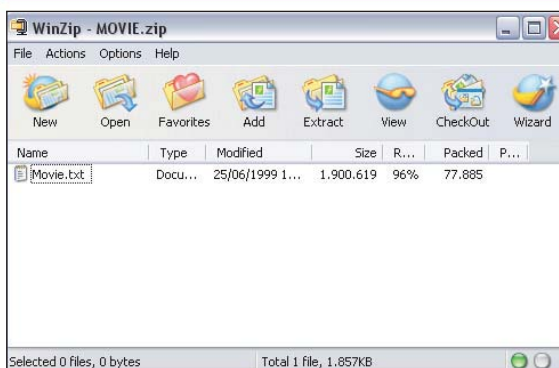 WinZip - MOVIE.zip
File Actions Options Help
New Open Favorites Add Extract View CheckOut Wizard
Name Type Modified Size R... Packed P...
Movie.txt Docu... 25/06/1999 1... 1.900.619 96% 77.885
Selected 0 files, 0 bytes Total 1 file, 1.857KB